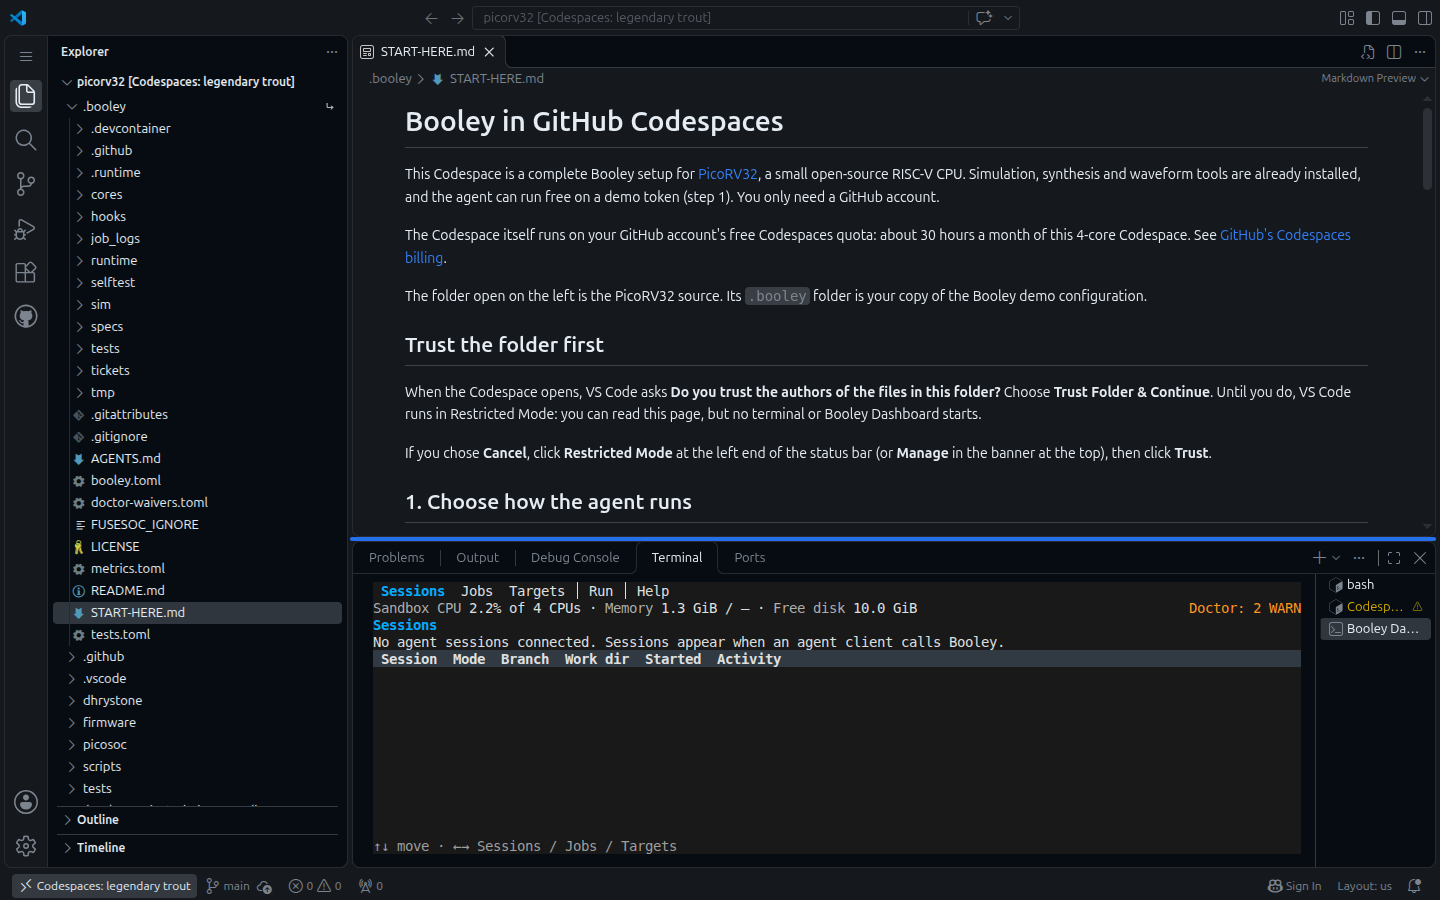 picorv32 [Codespaces: legendary trout]
Explorer
picorv32 [Codespaces: legendary trout]
.booley
.devcontainer
.github
.runtime
cores
hooks
job_logs
runtime
selftest
sim
specs
tests
tickets
tmp
.gitattributes
.gitignore
AGENTS.md
booley.toml
doctor-waivers.toml
FUSESOC_IGNORE
LICENSE
metrics.toml
README.md
START-HERE.md
tests.toml
.github
.vscode
dhrystone
firmware
picosoc
scripts
tests
Outline
Timeline
START-HERE.md
.booley > START-HERE.md
Markdown Preview
Booley in GitHub Codespaces
This Codespace is a complete Booley setup for PicoRV32, a small open-source RISC-V CPU. Simulation, synthesis and waveform tools are already installed,
and the agent can run free on a demo token (step 1). You only need a GitHub account.
The Codespace itself runs on your GitHub account's free Codespaces quota: about 30 hours a month of this 4-core Codespace. See GitHub's Codespaces
billing.
The folder open on the left is the PicoRV32 source. Its .booley folder is your copy of the Booley demo configuration.
Trust the folder first
When the Codespace opens, VS Code asks Do you trust the authors of the files in this folder? Choose Trust Folder & Continue. Until you do, VS Code
runs in Restricted Mode: you can read this page, but no terminal or Booley Dashboard starts.
If you chose Cancel, click Restricted Mode at the left end of the status bar (or Manage in the banner at the top), then click Trust.
1. Choose how the agent runs
Problems Output Debug Console Terminal Ports
Sessions Jobs Targets | Run | Help
Sandbox CPU 2.2% of 4 CPUs · Memory 1.3 GiB / — · Free disk 10.0 GiB Doctor: 2 WARN
Sessions
No agent sessions connected. Sessions appear when an agent client calls Booley.
Session Mode Branch Work dir Started Activity
↑↓ move · ←→ Sessions / Jobs / Targets
bash
Codesp...
Booley Da...
Codespaces: legendary trout main 0 0 0 Sign In Layout: us